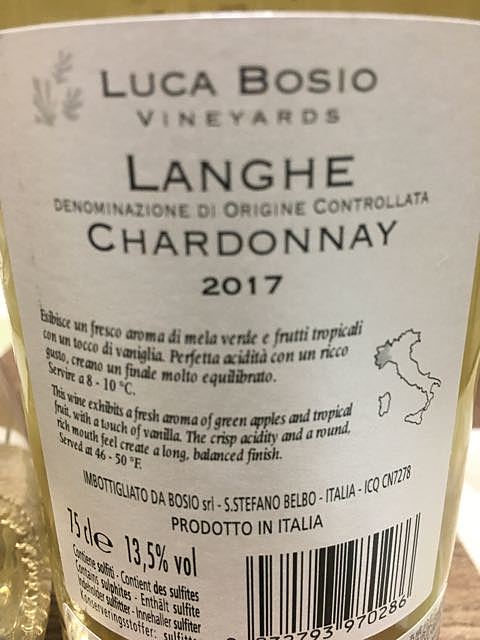 LUCA BOSIO
VINEYARDS
LANGHE
DENOMINAZIONE DI ORIGINE CONTROLLATA
CHARDONNAY
2017
Esibisce un fresco aroma di mela verde e frutti tropicali
con un tocco di vaniglia. Perfetta acidità con un ricco
gusto, creano un finale molto equilibrato.
Servire a 8 - 10 °C.
This wine exhibits a fresh aroma of green apples and tropical
fruit, with a touch of vanilla. The crisp acidity and a round,
rich mouth feel create a long, balanced finish.
Served at 46 - 50 °F.
IMBOTTIGLIATO DA BOSIO srl - S.STEFANO BELBO - ITALIA - ICQ CN7278
PRODOTTO IN ITALIA
75 cl e 13,5% vol
Contiene solfiti - Contient des sulfites
Contains sulphites - Enthält sulfite
Indeholder sulfitter - Inneholler sulfiter
Konserveringsstoffer:
970286